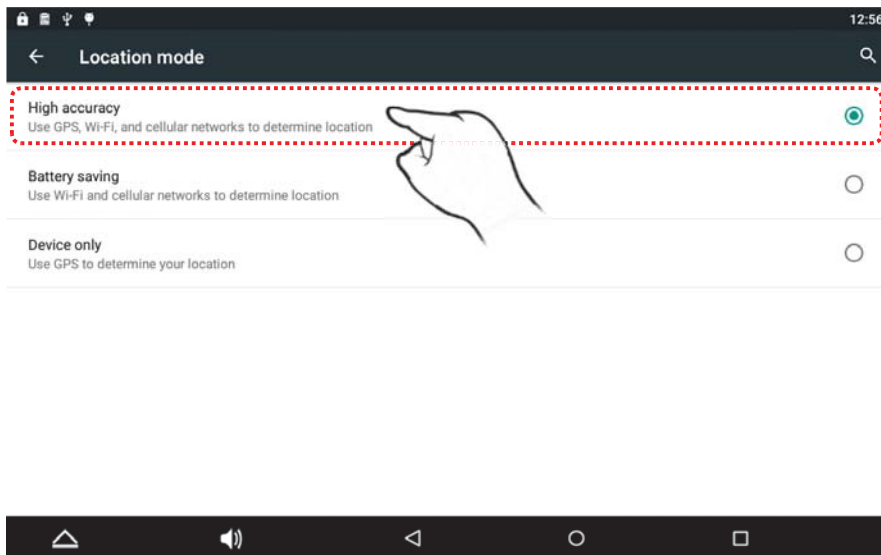 12:56
Location mode
High accuracy
Use GPS, Wi-Fi, and cellular networks to determine location
Battery saving
Use Wi-Fi and cellular networks to determine location
Device only
Use GPS to determine your location